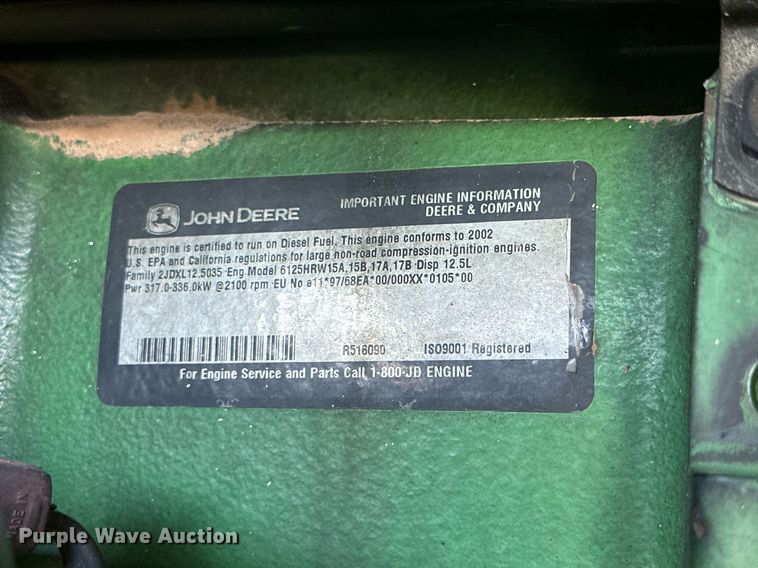 JOHN DEERE
IMPORTANT ENGINE INFORMATION
DEERE & COMPANY
This engine is certified to run on Diesel Fuel. This engine conforms to 2002
U.S. EPA and California regulations for large non-road compression-ignition engines.
Family 2JDXL12.5035 Eng Model 6125HRW15A,15B,17A,17B Disp 12.5L
Pwr 317.0-336.0kW @2100 rpm EU No e11*97/68EA*00/000XX*0105*00
R516090 ISO9001 Registered
For Engine Service and Parts Call 1-800-JD ENGINE
MADE IN
Purple Wave Auction